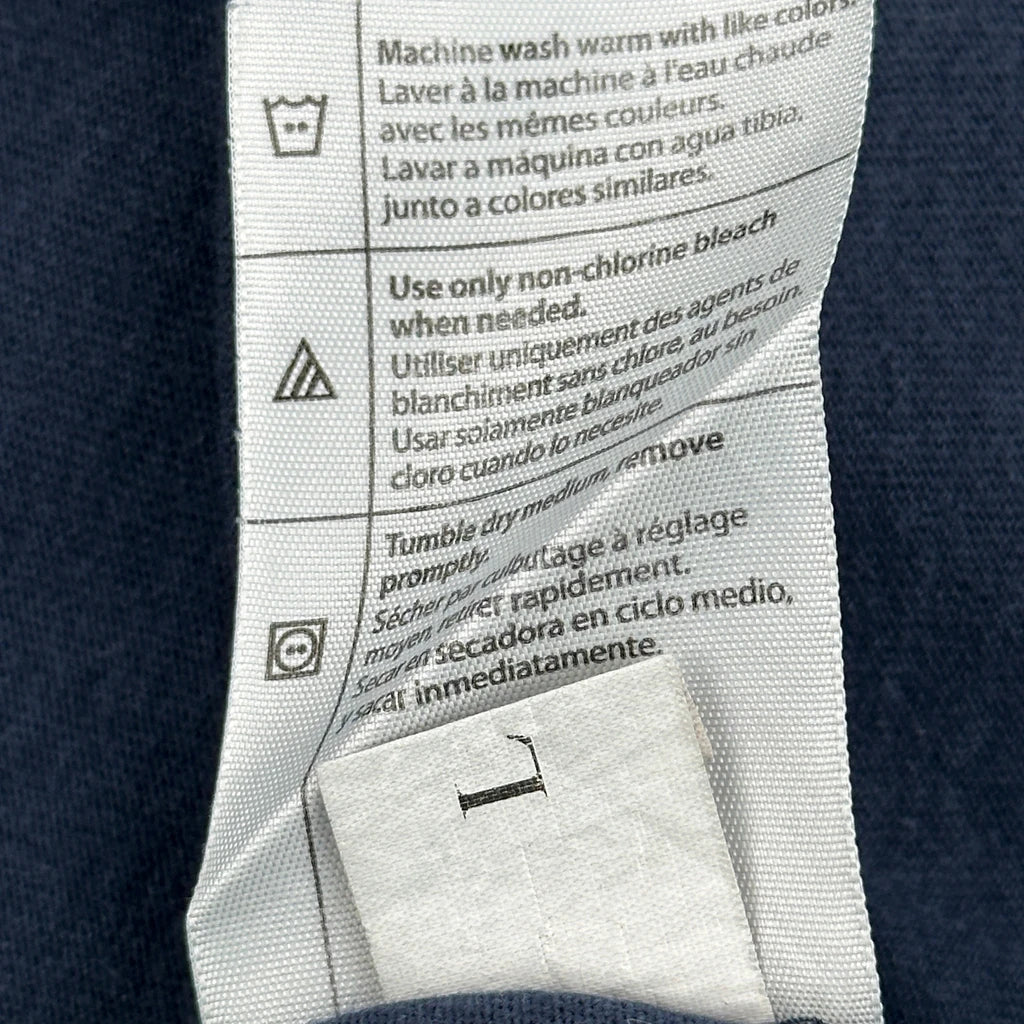 Machine wash warm with like colors.
Laver à la machine à l'eau chaude
avec les mêmes couleurs.
Lavar a máquina con agua tibia,
junto a colores similares.
Use only non-chlorine bleach
when needed.
Utiliser uniquement des agents de
blanchiment sans chlore, au besoin.
Usar solamente blanqueador sin
cloro cuando lo necesite.
Tumble dry medium, remove
promptly.
Sécher par culbutage à réglage
moyen, retirer rapidement.
Secar en secadora en ciclo medio,
y sacar inmediatamente.
L